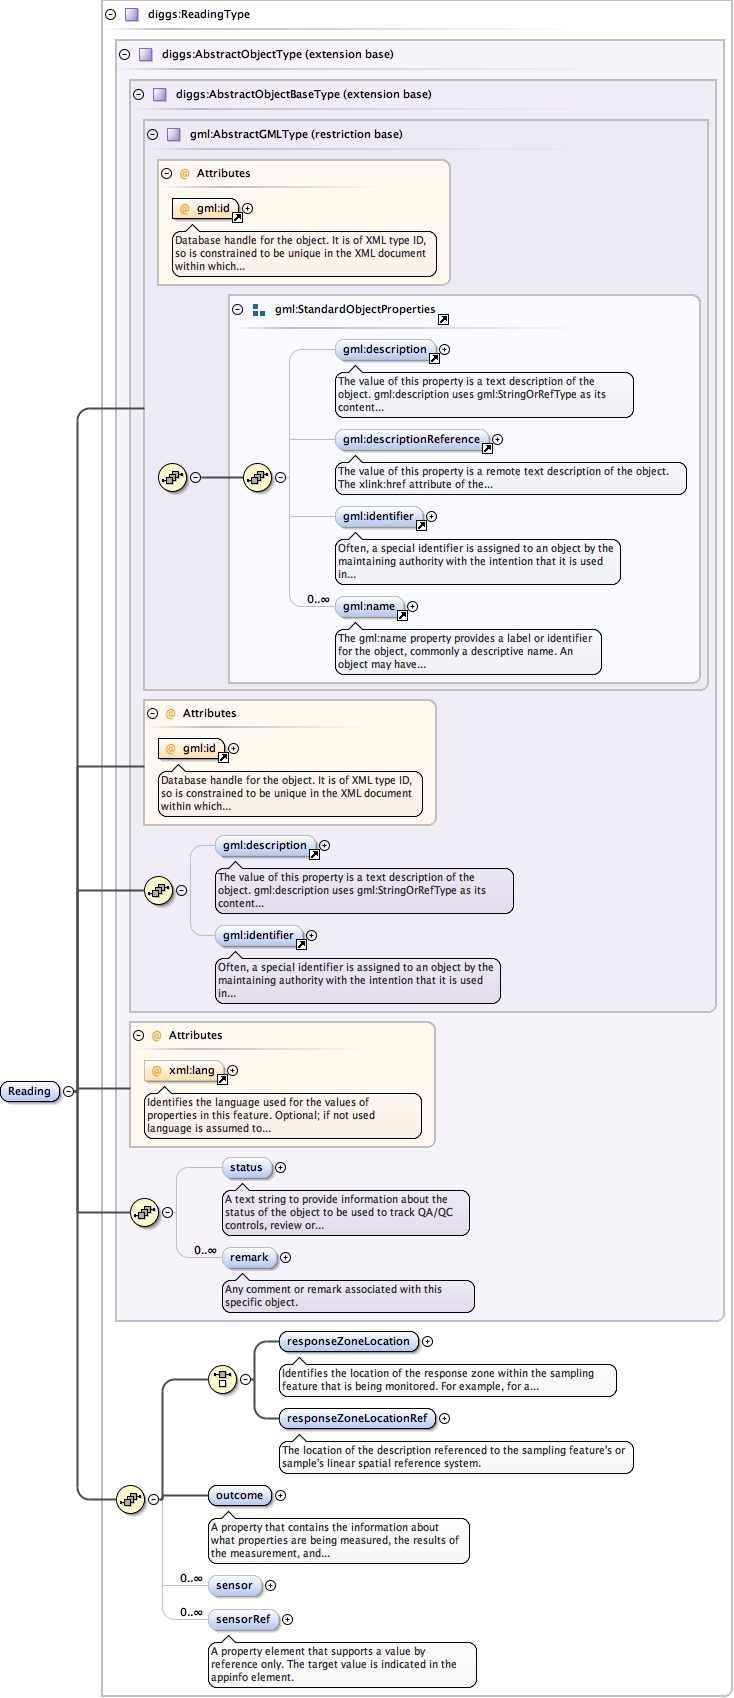 diggs:ReadingType
diggs:AbstractObjectType (extension base)
diggs:AbstractObjectBaseType (extension base)
gml:AbstractGMLType (restriction base)
@ Attributes
@ gml:id
Database handle for the object. It is of XML type ID,
so is constrained to be unique in the XML document
within which...
gml:StandardObjectProperties
gml:description
The value of this property is a text description of the
object. gml:description uses gml:StringOrRefType as its
content...
gml:descriptionReference
The value of this property is a remote text description of the object.
The xlink:href attribute of the...
gml:identifier
Often, a special identifier is assigned to an object by the
maintaining authority with the intention that it is used
in...
0..∞ gml:name
The gml:name property provides a label or identifier
for the object, commonly a descriptive name. An
object may have...
@ Attributes
@ gml:id
Database handle for the object. It is of XML type ID,
so is constrained to be unique in the XML document
within which...
gml:description
The value of this property is a text description of the
object. gml:description uses gml:StringOrRefType as its
content...
gml:identifier
Often, a special identifier is assigned to an object by the
maintaining authority with the intention that it is used
in...
@ Attributes
@ xml:lang
Reading
Identifies the language used for the values of
properties in this feature. Optional; if not used
language is assumed to...
status
A text string to provide information about the
status of the object to be used to track QA/QC
controls, review or...
0..∞ remark
Any comment or remark associated with this
specific object.
responseZoneLocation
Identifies the location of the response zone within the sampling
feature that is being monitored. For example, for a...
responseZoneLocationRef
The location of the description referenced to the sampling feature's or
sample's linear spatial reference system.
outcome
A property that contains the information about
what properties are being measured, the results of
the measurement, and...
0..∞ sensor
0..∞ sensorRef
A property element that supports a value by
reference only. The target value is indicated in the
appinfo element.